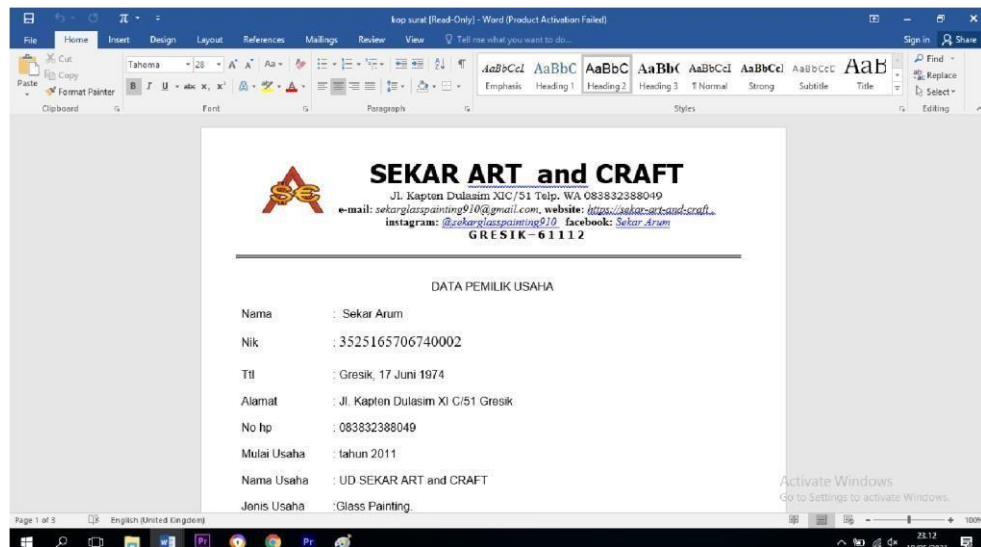 kop surat [Read-Only] - Word (Product Activation Failed)
File Home Insert Design Layout References Mailings Review View Tell me what you want to do... Sign in Share
Cut
Copy
Paste
Format Painter
Clipboard
Tahoma 28
Font
Paragraph
AaBbCcI AaBbC AaBbC AaBb( AaBbCcI AaBbCcI AaBbCcC AaB
Emphasis Heading 1 Heading 2 Heading 3 ¶ Normal Strong Subtitle Title
Styles
Find
Replace
Select
Editing
$€
SEKAR ART and CRAFT
Jl. Kapten Dulasim XIC/51 Telp. WA 083832388049
e-mail: sekarglasspainting910@gmail.com, website: https://sekar-art-and-craft..
instagram: @sekarglasspainting910 facebook: Sekar Arum
GRESIK-61112
DATA PEMILIK USAHA
Nama : Sekar Arum
Nik : 3525165706740002
Ttl : Gresik, 17 Juni 1974
Alamat : Jl. Kapten Dulasim XI C/51 Gresik
No hp : 083832388049
Mulai Usaha : tahun 2011
Nama Usaha : UD SEKAR ART and CRAFT
Jenis Usaha :Glass Painting.
Activate Windows
Go to Settings to activate Windows.
Page 1 of 3 English (United Kingdom) 100%
23.12